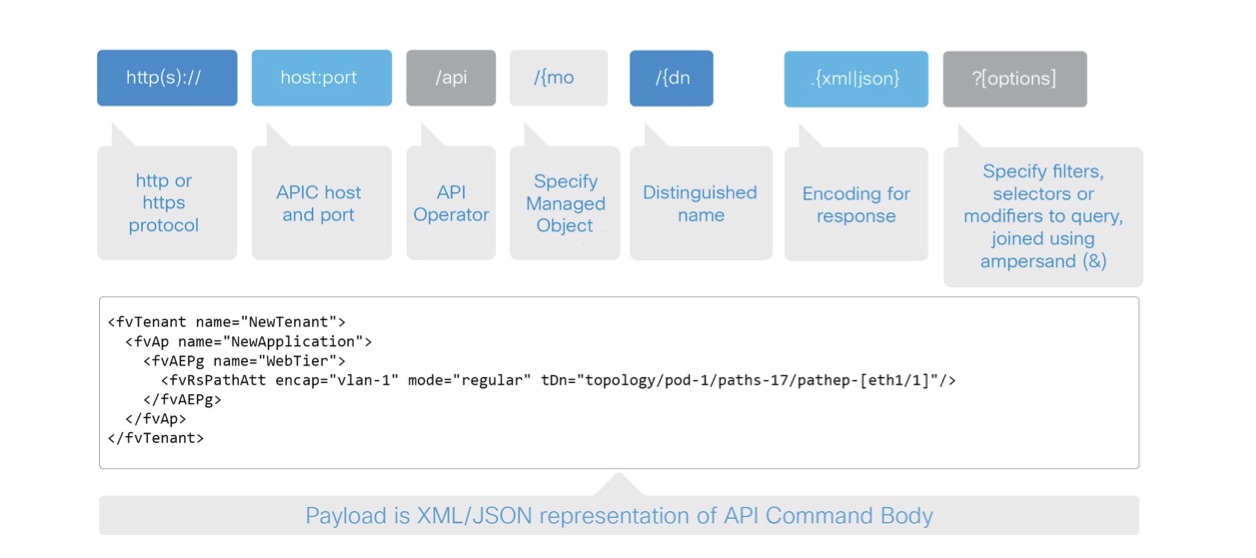 http(s)://
host:port
/api
/{mo
/{dn
.{xml|json}
?[options]
http or
https
protocol
APIC host
and port
API
Operator
Specify
Managed
Object
Distinguished
name
Encoding for
response
Specify filters,
selectors or
modifiers to query,
joined using
ampersand (&)
<fvTenant name="NewTenant">
<fvAp name="NewApplication">
<fvAEPg name="WebTier">
<fvRsPathAtt encap="vlan-1" mode="regular" tDn="topology/pod-1/paths-17/pathep-[eth1/1]"/>
</fvAEPg>
</fvAp>
</fvTenant>
Payload is XML/JSON representation of API Command Body